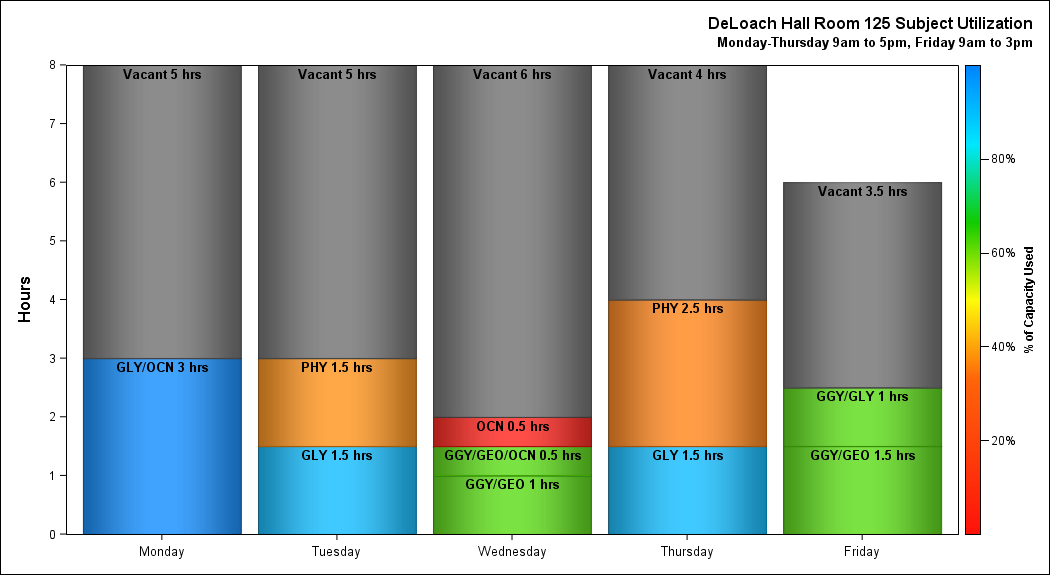 DeLoach Hall Room 125 Subject Utilization
Monday-Thursday 9am to 5pm, Friday 9am to 3pm
8
7
6
5
4
3
2
1
0
Hours
Vacant 5 hrs
GLY/OCN 3 hrs
Vacant 5 hrs
PHY 1.5 hrs
GLY 1.5 hrs
Vacant 6 hrs
OCN 0.5 hrs
GGY/GEO/OCN 0.5 hrs
GGY/GEO 1 hrs
Vacant 4 hrs
PHY 2.5 hrs
GLY 1.5 hrs
Vacant 3.5 hrs
GGY/GLY 1 hrs
GGY/GEO 1.5 hrs
Monday
Tuesday
Wednesday
Thursday
Friday
80%
60%
40%
20%
% of Capacity Used